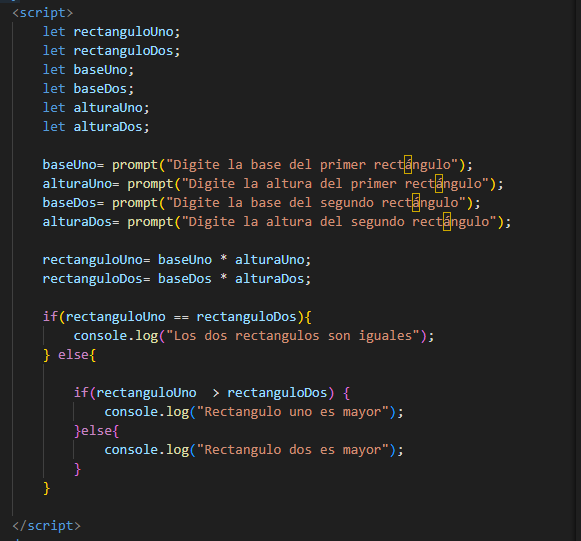 <script>
let rectanguloUno;
let rectanguloDos;
let baseUno;
let baseDos;
let alturaUno;
let alturaDos;
baseUno= prompt("Digite la base del primer rectángulo");
alturaUno= prompt("Digite la altura del primer rectángulo");
baseDos= prompt("Digite la base del segundo rectángulo");
alturaDos= prompt("Digite la altura del segundo rectángulo");
rectanguloUno= baseUno * alturaUno;
rectanguloDos= baseDos * alturaDos;
if(rectanguloUno == rectanguloDos){
console.log("Los dos rectangulos son iguales");
} else{
if(rectanguloUno  > rectanguloDos) {
console.log("Rectangulo uno es mayor");
}else{
console.log("Rectangulo dos es mayor");
}
}
</script>